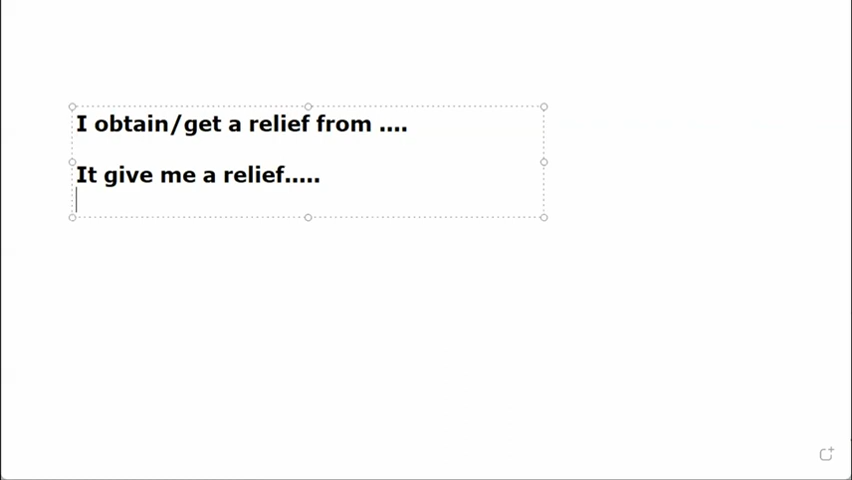 I obtain/get a relief from ....
It give me a relief.....